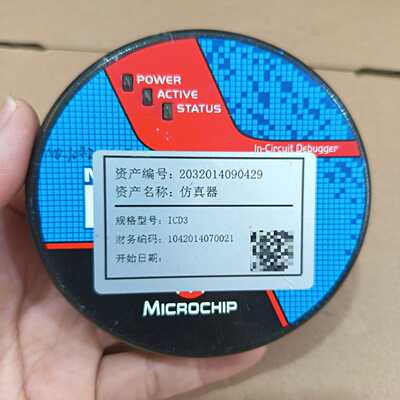 POWER
ACTIVE
STATUS
In-Circuit Debugger
资产编号: 2032014090429
资产名称: 仿真器
规格型号: ICD3
财务编码: 1042014070021
开始日期:
MICROCHIP